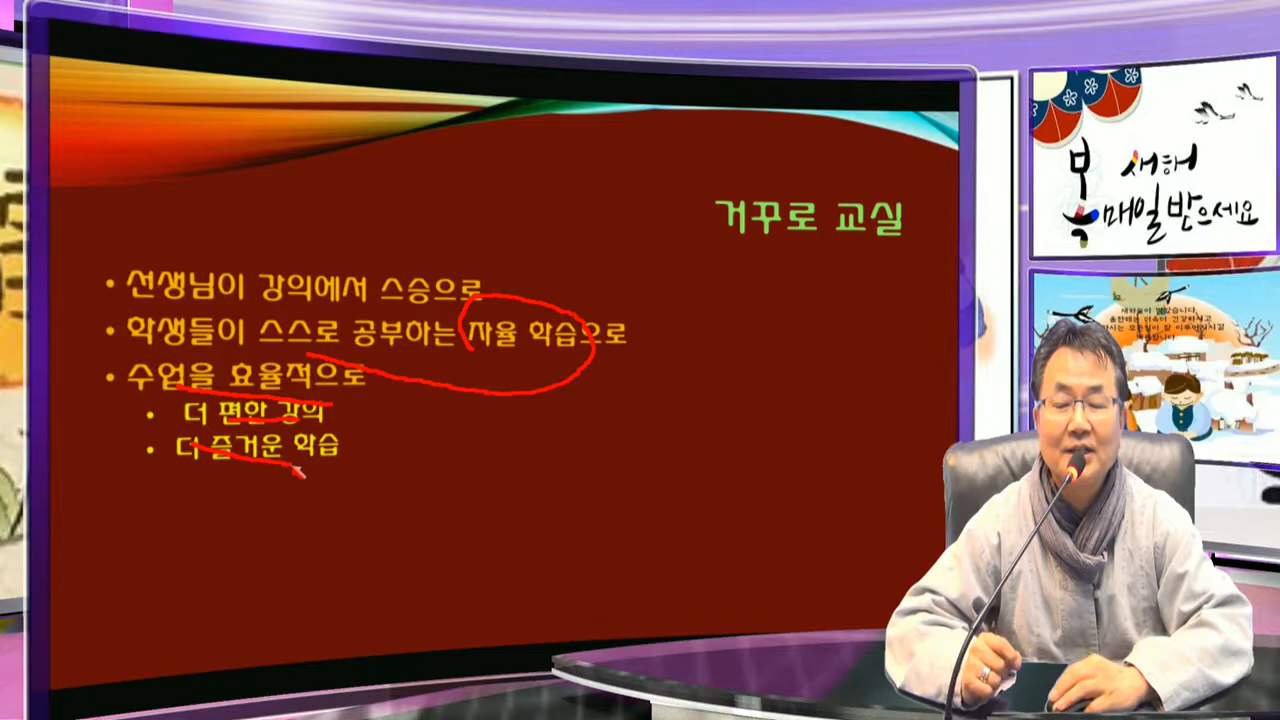 거꾸로 교실
• 선생님이 강의에서 스승으로
• 학생들이 스스로 공부하는 자율 학습으로
• 수업을 효율적으로
• 더 편한 강의
• 더 즐거운 학습
새해
복 매일 받으세요